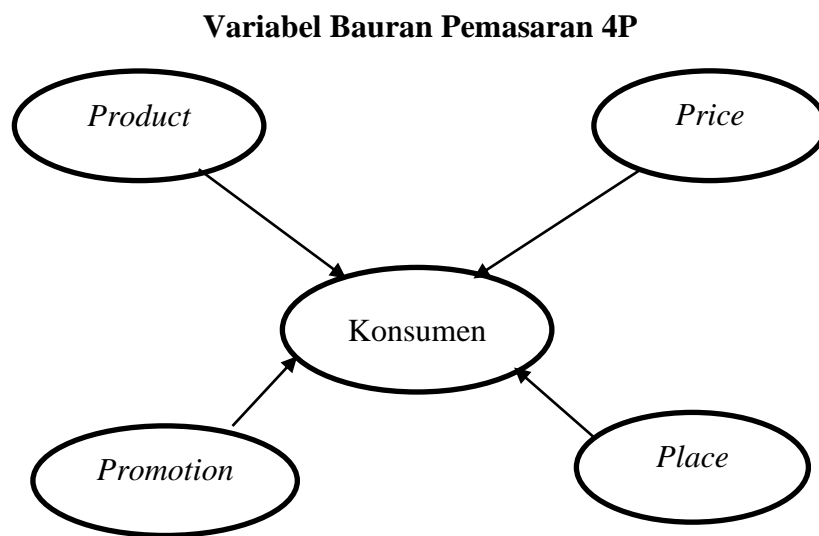 Variabel Bauran Pemasaran 4P
Product
Price
Konsumen
Promotion
Place